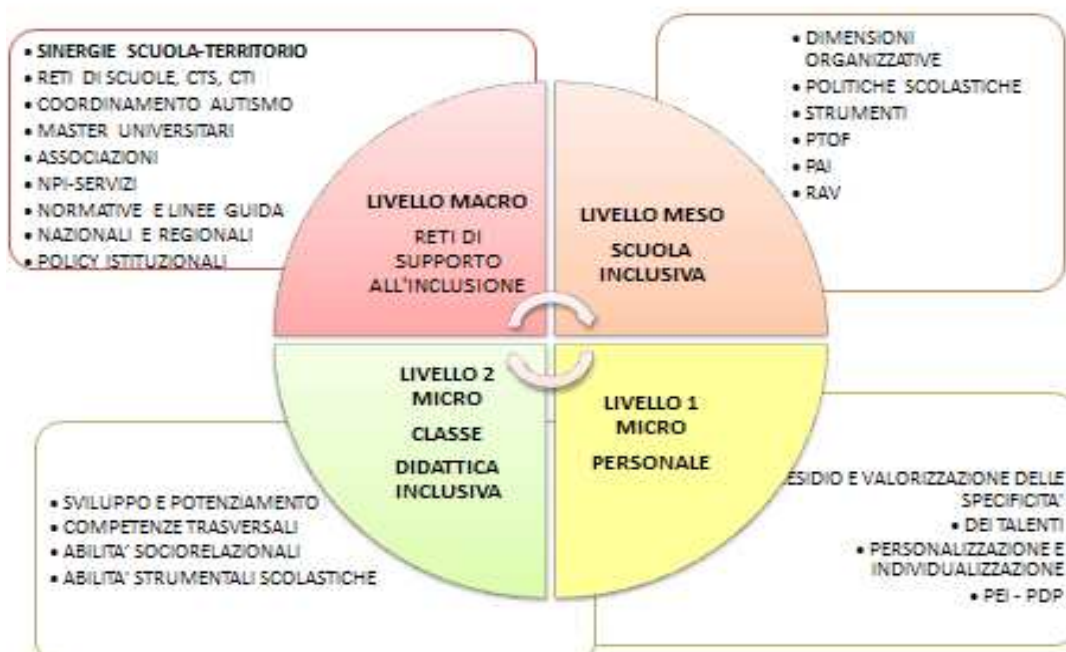 • SINERGIE SCUOLA-TERRITORIO
• RETI DI SCUOLE, CTS, CTI
• COORDINAMENTO AUTISMO
• MASTER UNIVERSITARI
• ASSOCIAZIONI
• NPI-SERVIZI
• NORMATIVE E LINEE GUIDA
• NAZIONALI E REGIONALI
• POLICY ISTITUZIONALI
• DIMENSIONI
ORGANIZZATIVE
• POLITICHE SCOLASTICHE
• STRUMENTI
• PTOF
• PAI
• RAV
LIVELLO MACRO
RETI DI
SUPPORTO
ALL'INCLUSIONE
LIVELLO MESO
SCUOLA
INCLUSIVA
LIVELLO 2
MICRO
CLASSE
DIDATTICA
INCLUSIVA
LIVELLO 1
MICRO
PERSONALE
• SVILUPPO E POTENZIAMENTO
• COMPETENZE TRASVERSALI
• ABILITA' SOCIORELAZIONALI
• ABILITA' STRUMENTALI SCOLASTICHE
ESIDIO E VALORIZZAZIONE DELLE
SPECIFICITA'
• DEI TALENTI
• PERSONALIZZAZIONE E
INDIVIDUALIZZAZIONE
• PEI - PDP